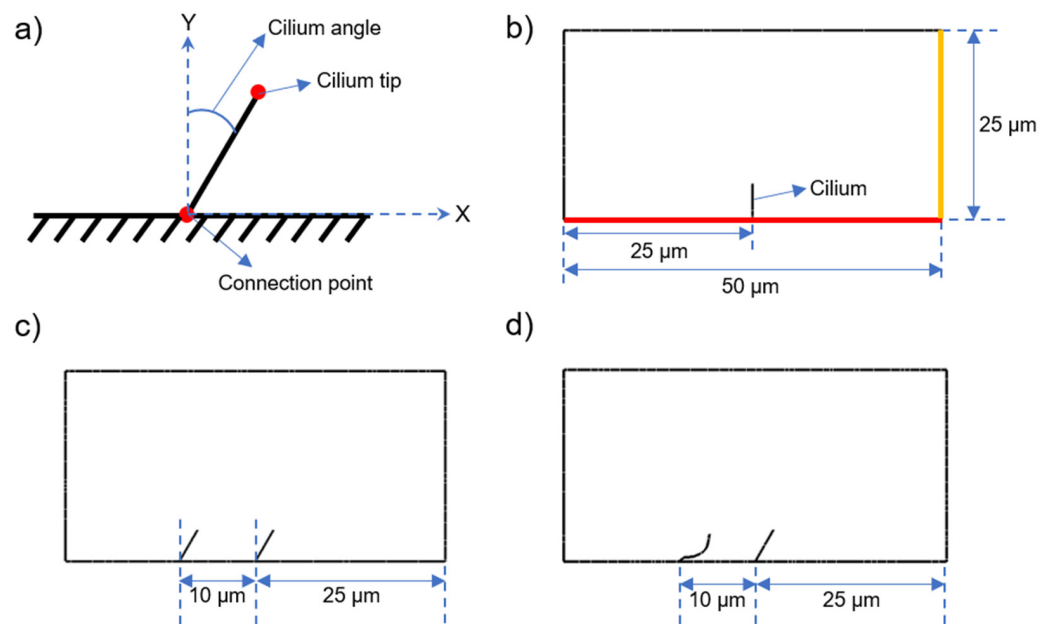 a)
Y
Cilium angle
Cilium tip
X
Connection point
b)
25 μm
Cilium
25 μm
50 μm
c)
10 μm
25 μm
d)
10 μm
25 μm